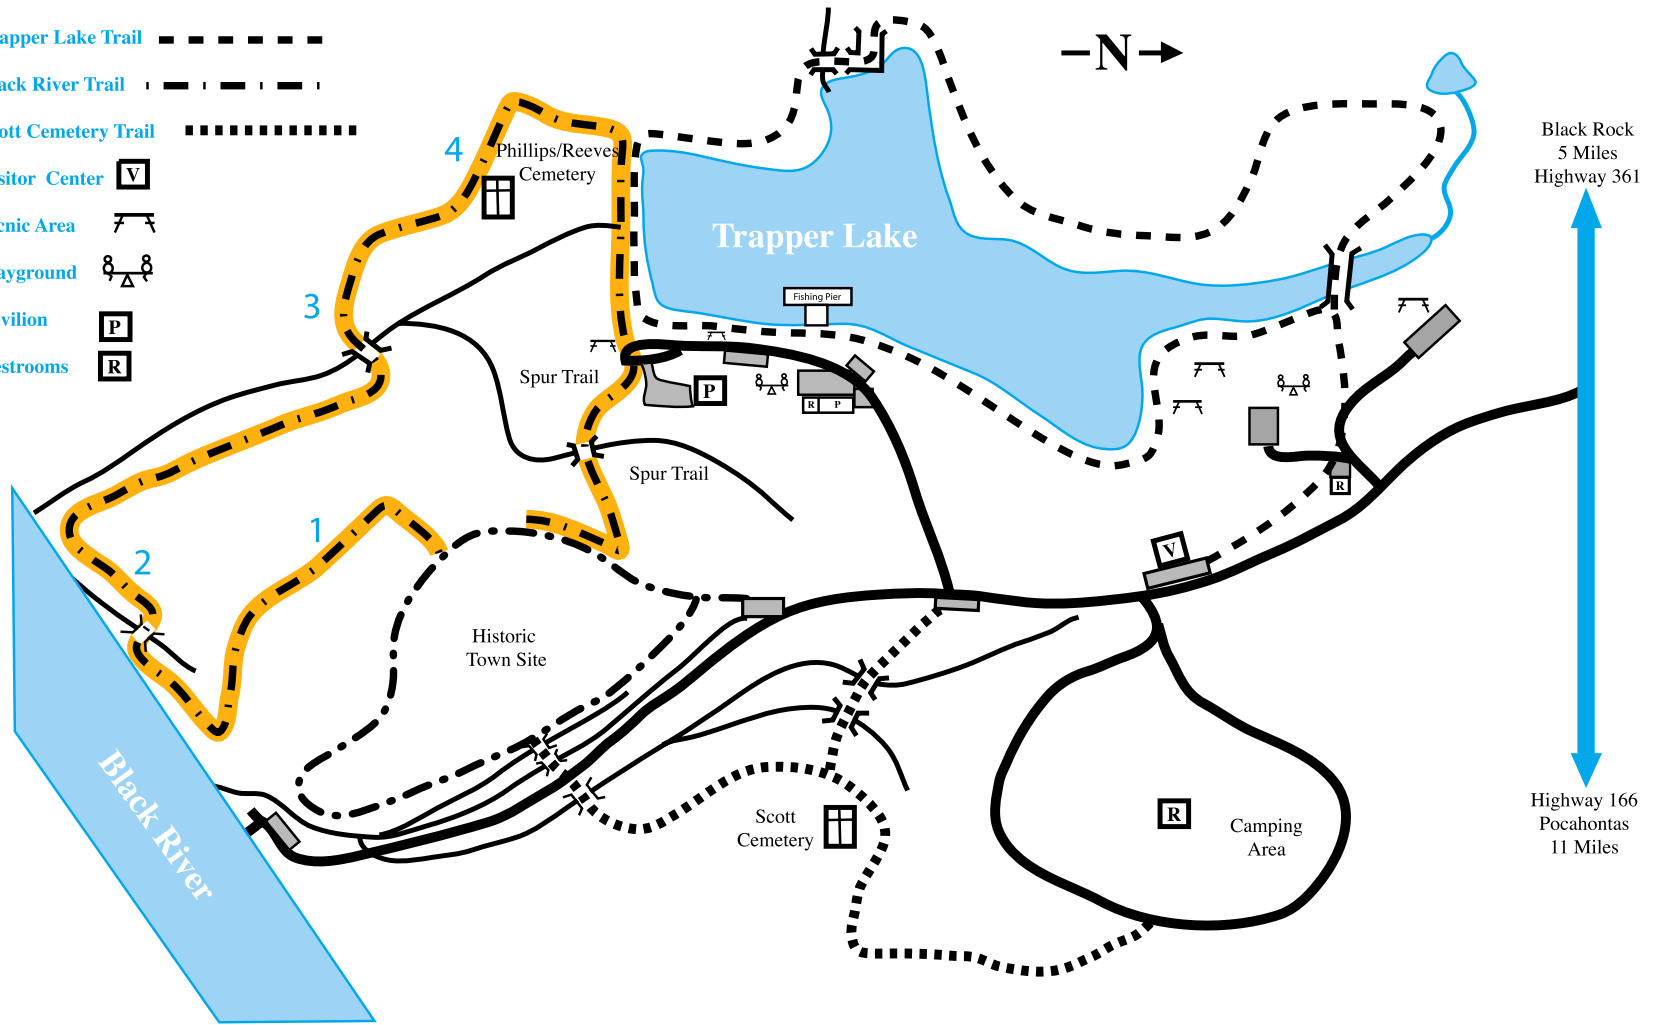 apper Lake Trail
ack River Trail
ott Cemetery Trail
sitor Center
V
cnic Area
ayground
vilion
P
estrooms
R
N
4
Phillips/Reeves
Cemetery
3
Trapper Lake
Fishing Pier
Black Rock
5 Miles
Highway 361
Spur Trail
P
R P
Spur Trail
R
1
2
V
Historic
Town Site
Black River
Scott
Cemetery
R
Camping
Area
Highway 166
Pocahontas
11 Miles